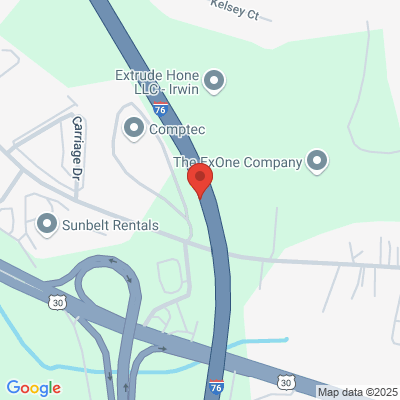 Kelsey Ct
Extrude Hone
LLC - Irwin
76
Comptec
Carriage Dr
The ExOne Company
Sunbelt Rentals
30
76
30
Google
Map data ©2025